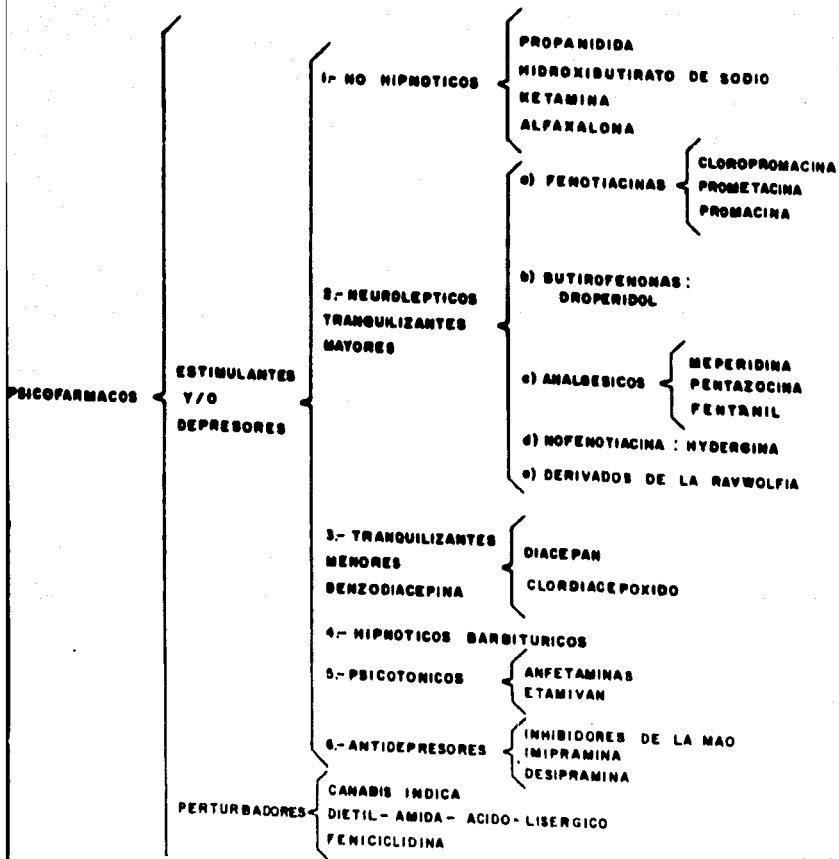 PSICOFARMACOS
ESTIMULANTES
Y/O
DEPRESORES
1.- NO HIPNOTICOS
PROPANIDIDA
HIDROXIBUTIRATO DE SODIO
KETAMINA
ALFAXALONA
2.- NEUROLEPTICOS
TRANQUILIZANTES
MAYORES
a) FENOTIACINAS
CLOROPROMACINA
PROMETACINA
PROMACINA
b) BUTIROFENONAS:
DROPERIDOL
c) ANALGESICOS
MEPERIDINA
PENTAZOCINA
FENTANIL
d) NOFENOTIACINA : HYDERGINA
e) DERIVADOS DE LA RAVWOLFIA
3.- TRANQUILIZANTES
MENORES
BENZODIACEPINA
DIACEPAN
CLORDIACEPOXIDO
4.- HIPNOTICOS BARBITURICOS
5.- PSICOTONICOS
ANFETAMINAS
ETAMIVAN
6.- ANTIDEPRESORES
INHIBIDORES DE LA MAO
IMIPRAMINA
DESIPRAMINA
PERTURBADORES
CANABIS INDICA
DIETIL - AMIDA - ACIDO - LISERGICO
FENICICLIDINA